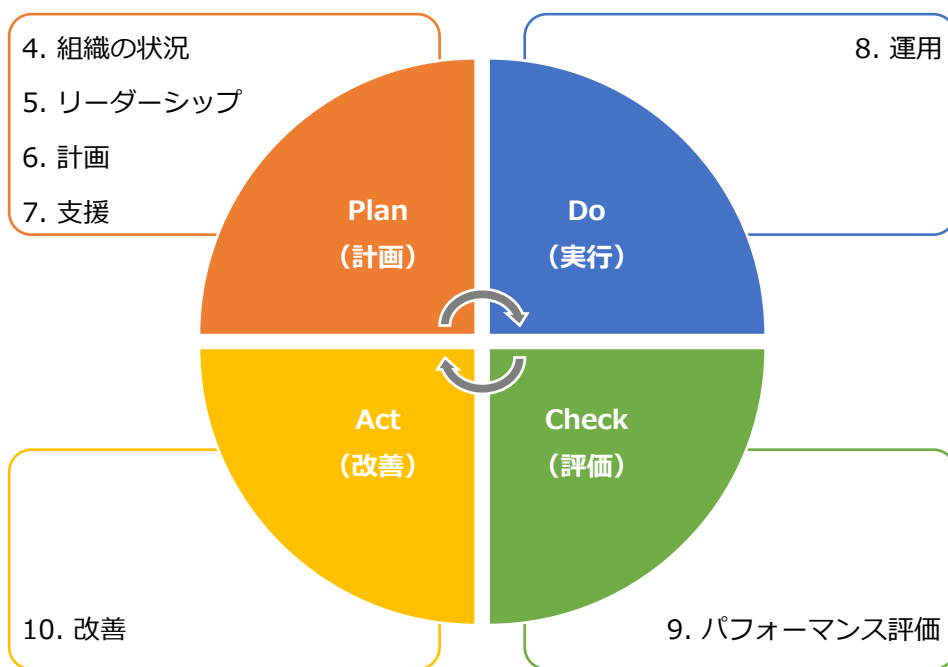 4. 組織の状況
5. リーダーシップ
6. 計画
7. 支援
8. 運用
Plan
（計画）
Do
（実行）
Act
（改善）
Check
（評価）
10. 改善
9. パフォーマンス評価